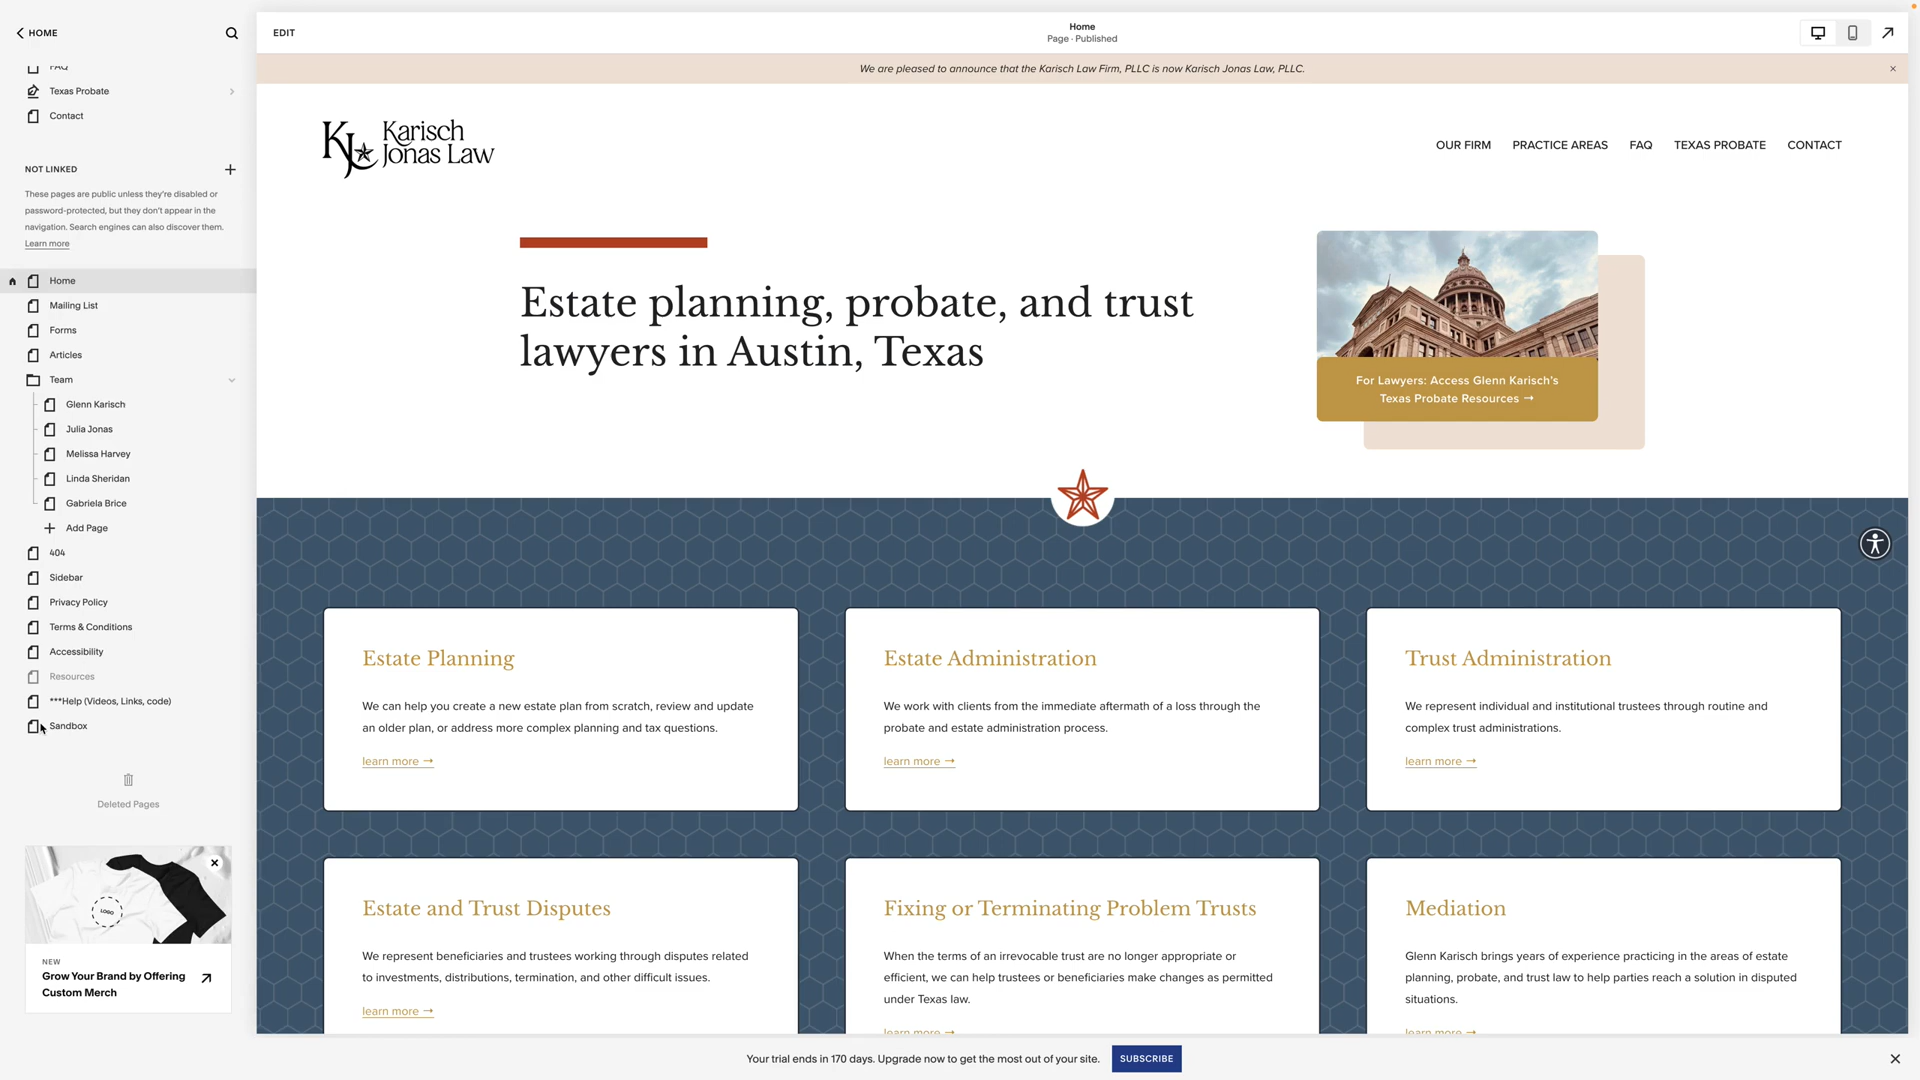 HOME
FAQ
Texas Probate
Contact
NOT LINKED
These pages are public unless they're disabled or
password-protected, but they don't appear in the
navigation. Search engines can also discover them.
Learn more
Home
Mailing List
Forms
Articles
Team
Glenn Karisch
Julia Jonas
Melissa Harvey
Linda Sheridan
Gabriela Brice
Add Page
404
Sidebar
Privacy Policy
Terms & Conditions
Accessibility
Resources
***Help (Videos, Links, code)
Sandbox
Deleted Pages
LOGO
NEW
Grow Your Brand by Offering
Custom Merch
EDIT
Home
Page · Published
We are pleased to announce that the Karisch Law Firm, PLLC is now Karisch Jonas Law, PLLC.
KJ Karisch
Jonas Law
OUR FIRM PRACTICE AREAS FAQ TEXAS PROBATE CONTACT
Estate planning, probate, and trust
lawyers in Austin, Texas
For Lawyers: Access Glenn Karisch's
Texas Probate Resources →
Estate Planning
We can help you create a new estate plan from scratch, review and update
an older plan, or address more complex planning and tax questions.
learn more →
Estate Administration
We work with clients from the immediate aftermath of a loss through the
probate and estate administration process.
learn more →
Trust Administration
We represent individual and institutional trustees through routine and
complex trust administrations.
learn more →
Estate and Trust Disputes
We represent beneficiaries and trustees working through disputes related
to investments, distributions, termination, and other difficult issues.
learn more →
Fixing or Terminating Problem Trusts
When the terms of an irrevocable trust are no longer appropriate or
efficient, we can help trustees or beneficiaries make changes as permitted
under Texas law.
learn more →
Mediation
Glenn Karisch brings years of experience practicing in the areas of estate
planning, probate, and trust law to help parties reach a solution in disputed
situations.
learn more →
Your trial ends in 170 days. Upgrade now to get the most out of your site.
SUBSCRIBE